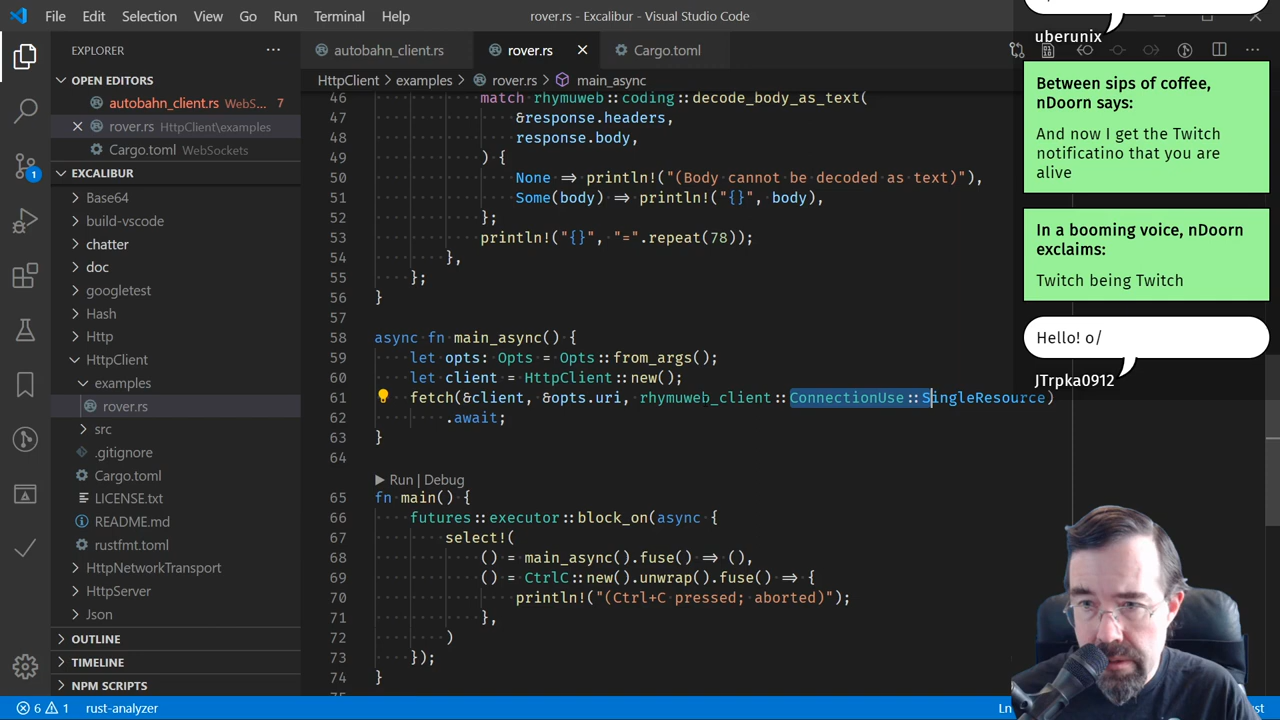 File Edit Selection View Go Run Terminal Help
rover.rs - Excalibur - Visual Studio Code
uberunix
EXPLORER
autobahn_client.rs
rover.rs
Cargo.toml
HttpClient > examples > rover.rs > main_async
OPEN EDITORS
autobahn_client.rs WebS... 7
rover.rs HttpClient\examples
Cargo.toml WebSockets
EXCALIBUR
Base64
build-vscode
chatter
doc
googletest
Hash
Http
HttpClient
examples
rover.rs
src
.gitignore
Cargo.toml
LICENSE.txt
README.md
rustfmt.toml
HttpNetworkTransport
HttpServer
Json
OUTLINE
TIMELINE
NPM SCRIPTS
46 match rhymuweb::coding::decode_body_as_text(
47 &response.headers,
48 response.body,
49 ) {
50 None => println!("(Body cannot be decoded as text)"),
51 Some(body) => println!("{}", body),
52 };
53 println!("{}", "=".repeat(78));
54 },
55 };
56 }
57
58 async fn main_async() {
59 let opts: Opts = Opts::from_args();
60 let client = HttpClient::new();
61 fetch(&client, &opts.uri, rhymuweb_client::ConnectionUse::SingleResource)
62 .await;
63 }
64
Run | Debug
65 fn main() {
66 futures::executor::block_on(async {
67 select!(
68 () = main_async().fuse() => (),
69 () = CtrlC::new().unwrap().fuse() => {
70 println!("(Ctrl+C pressed; aborted)");
71 },
72 )
73 });
74 }
Between sips of coffee,
nDoorn says:
And now I get the Twitch
notificatino that you are
alive
In a booming voice, nDoorn
exclaims:
Twitch being Twitch
Hello! o/
JTrpka0912
1
6 1 rust-analyzer
Ln